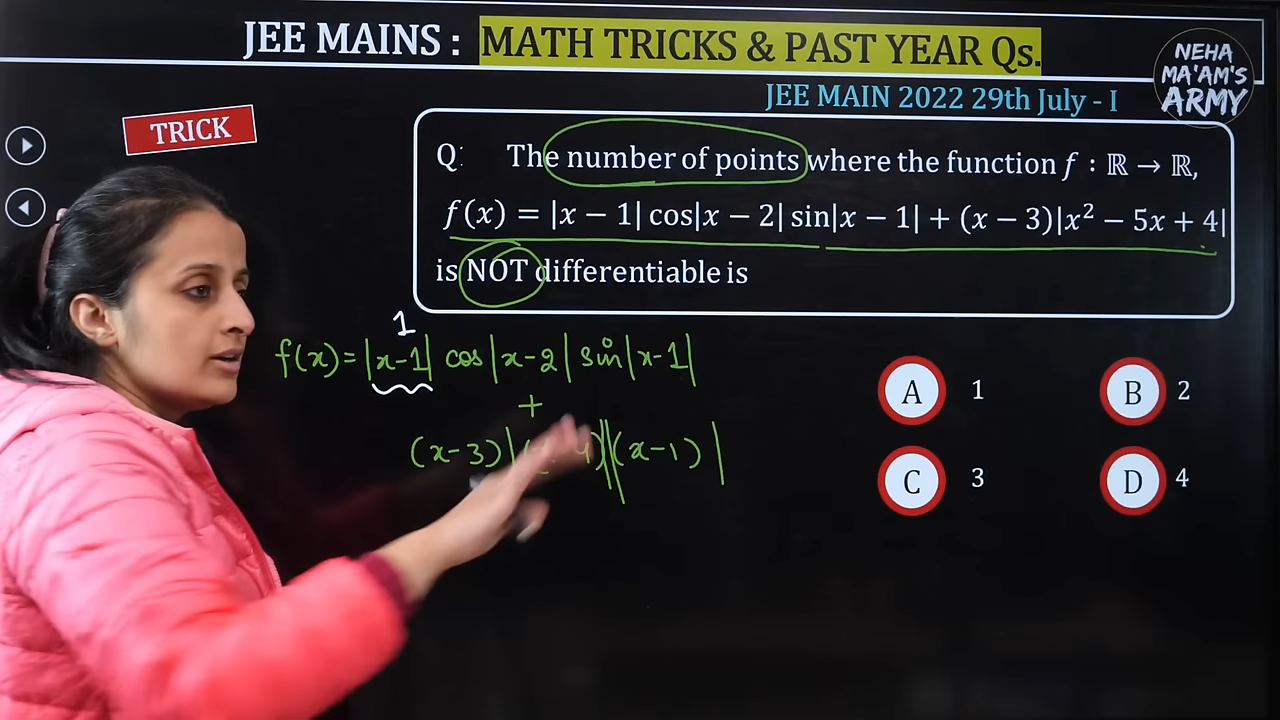 JEE MAINS : MATH TRICKS & PAST YEAR Qs.
NEHA
MA'AM'S
ARMY
JEE MAIN 2022 29th July - I
TRICK
Q: The number of points where the function f : ℝ → ℝ,
f(x) = |x − 1| cos|x − 2| sin|x − 1| + (x − 3)|x² − 5x + 4|
is NOT differentiable is
1
f(x) = |x-1| cos|x-2| sin|x-1|
+
(x-3)| 4)||(x-1)|
A 1
B 2
C 3
D 4